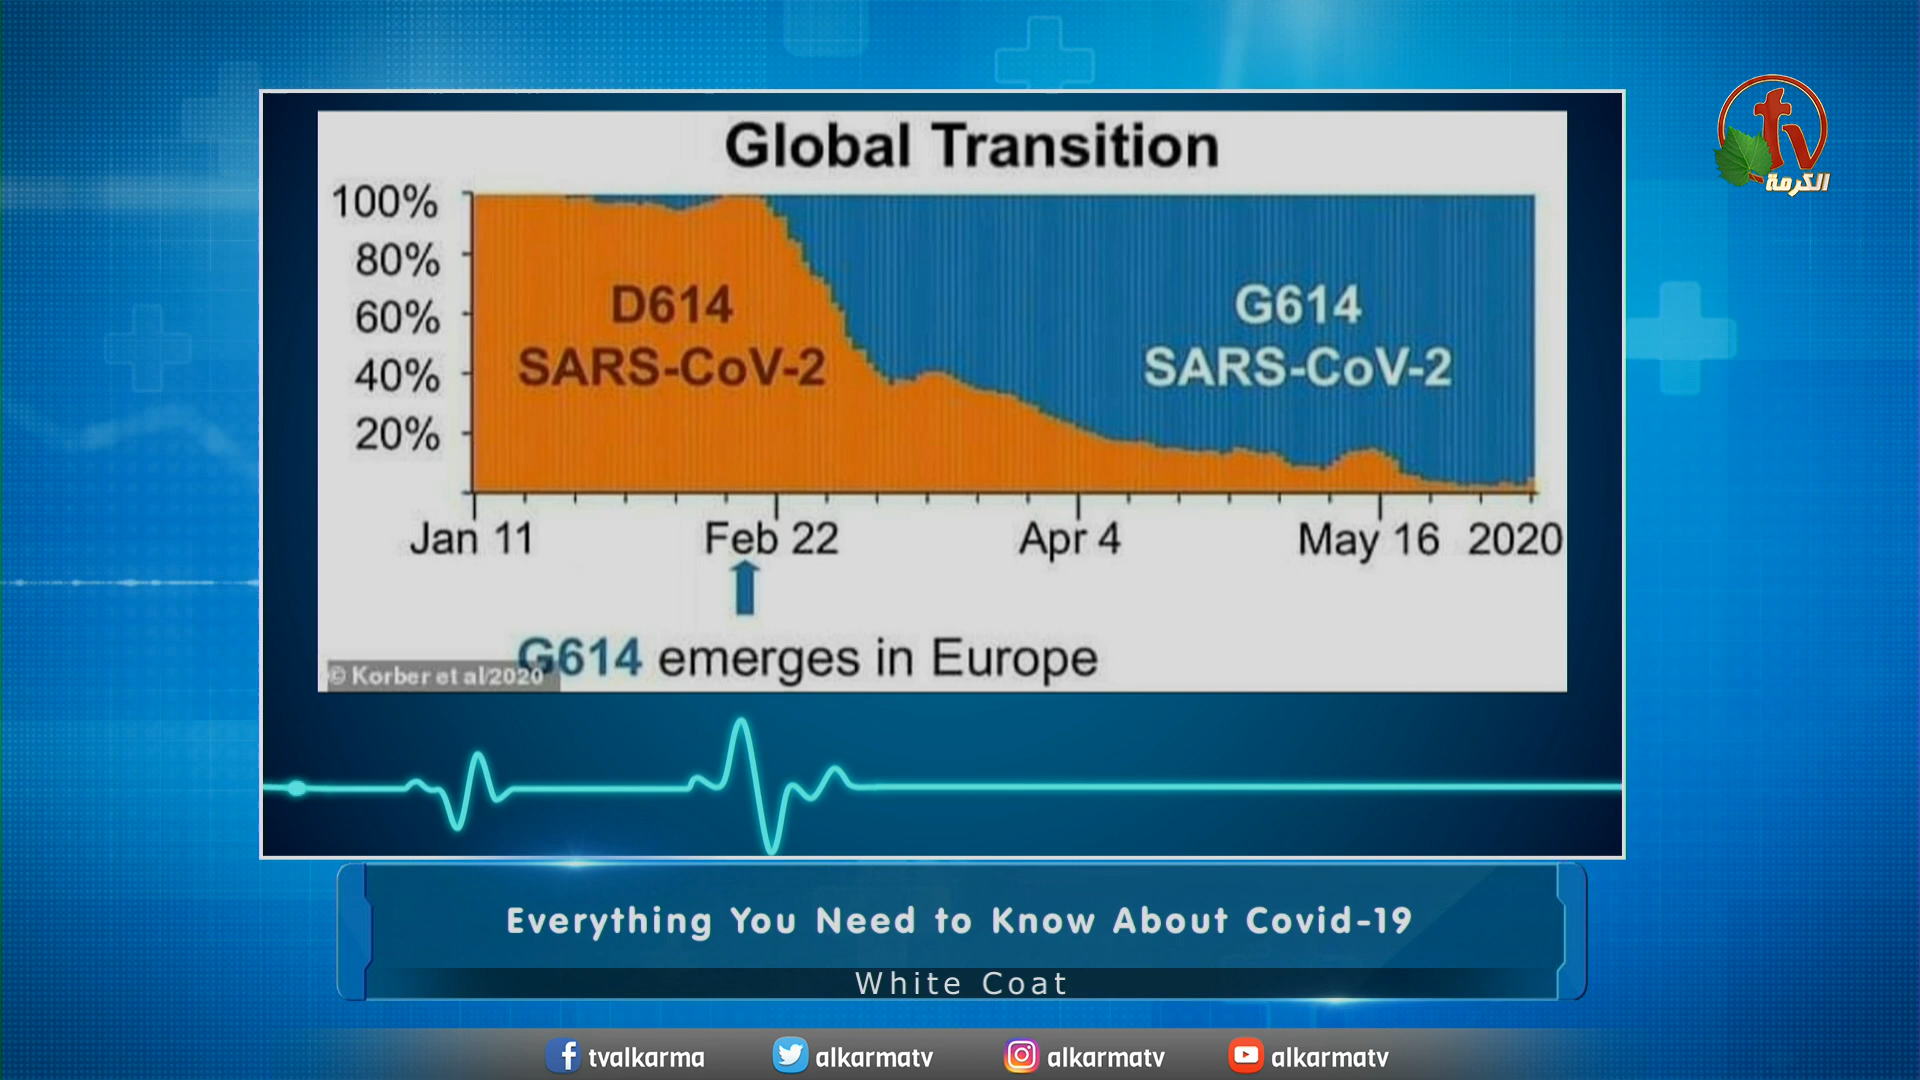 Global Transition
100%
80%
60%
40%
20%
D614
SARS-CoV-2
G614
SARS-CoV-2
Jan 11
Feb 22
Apr 4
May 16
2020
G614 emerges in Europe
© Korber et al/2020
tv
الكرمة
Everything You Need to Know About Covid-19
White Coat
tvalkarma
alkarmatv
alkarmatv
alkarmatv